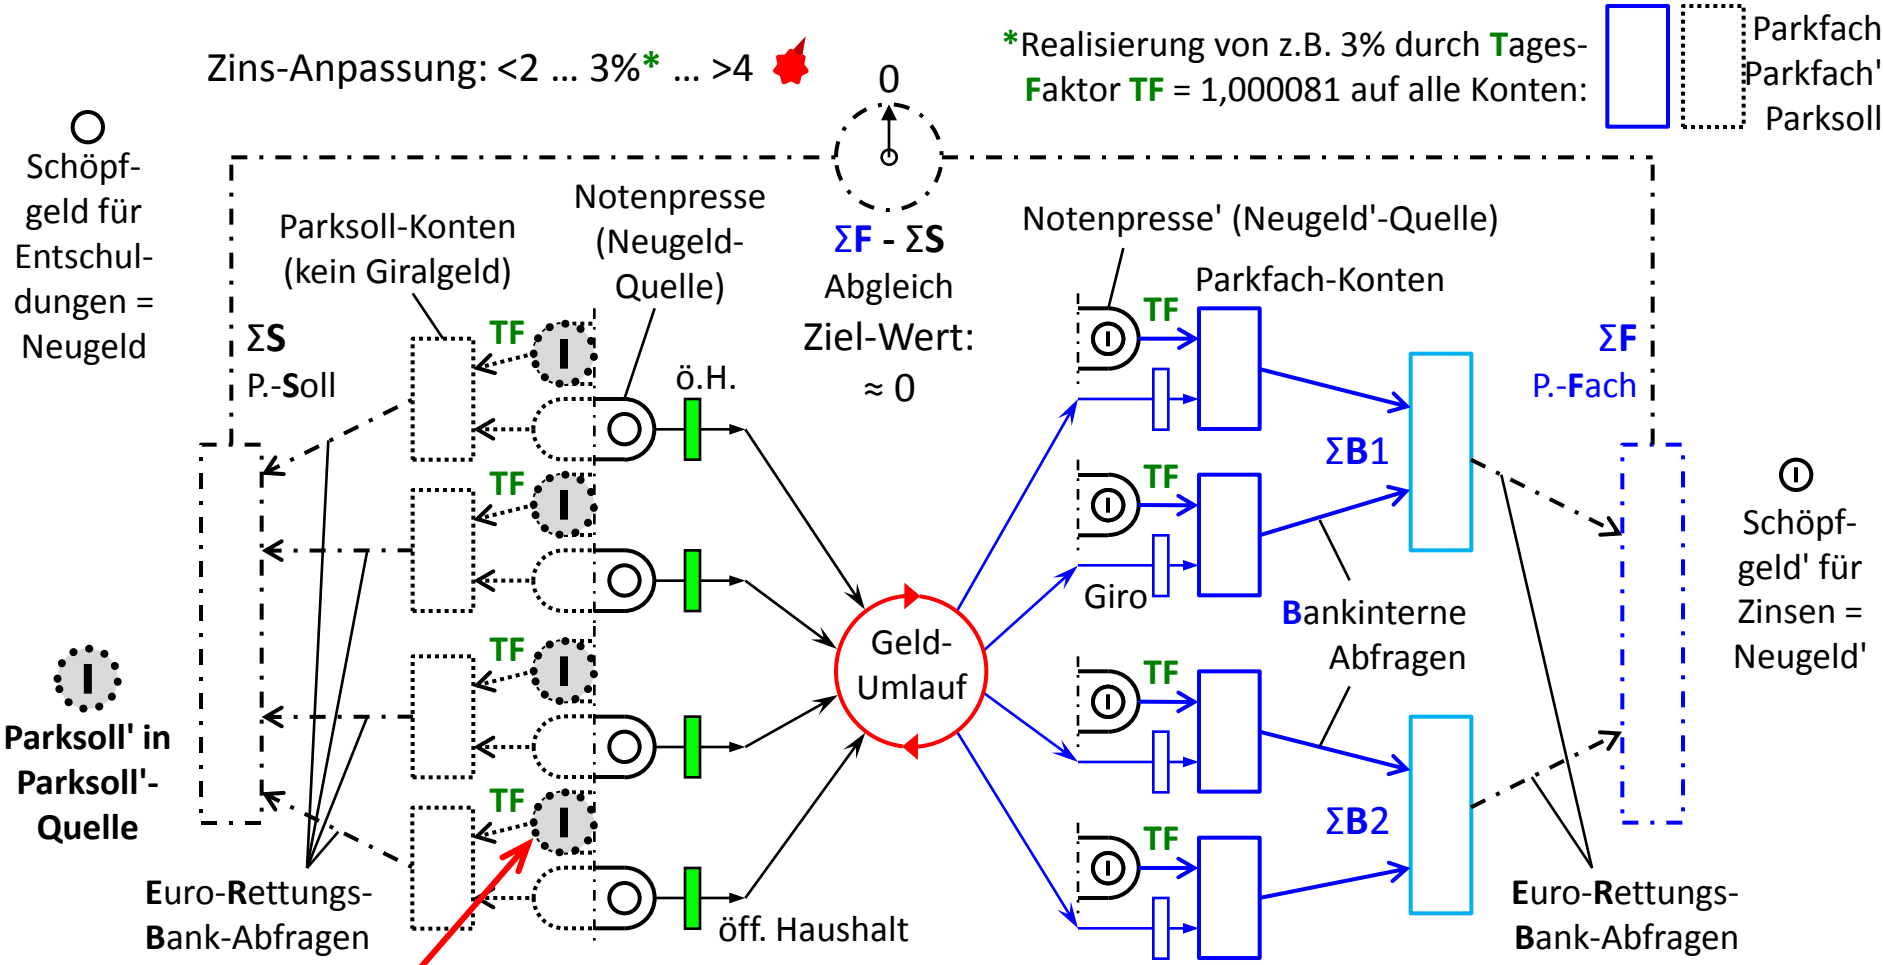 Zins-Anpassung: <2 ... 3%* ... >4
0
*Realisierung von z.B. 3% durch Tages-
Faktor TF = 1,000081 auf alle Konten:
Parkfach
Parkfach'
Parksoll
Schöpf-
geld für
Entschul-
dungen =
Neugeld
Parksoll-Konten
(kein Giralgeld)
Notenpresse
(Neugeld-
Quelle)
ΣF - ΣS
Abgleich
Ziel-Wert:
≈ 0
Notenpresse' (Neugeld'-Quelle)
Parkfach-Konten
ΣS
P.-Soll
TF
TF
TF
TF
ö.H.
TF
TF
TF
TF
ΣF
P.-Fach
ΣB1
Giro
Bankinterne
Abfragen
Geld-
Umlauf
ΣB2
Schöpf-
geld' für
Zinsen =
Neugeld'
Parksoll' in
Parksoll'-
Quelle
Euro-Rettungs-
Bank-Abfragen
öff. Haushalt
Euro-Rettungs-
Bank-Abfragen